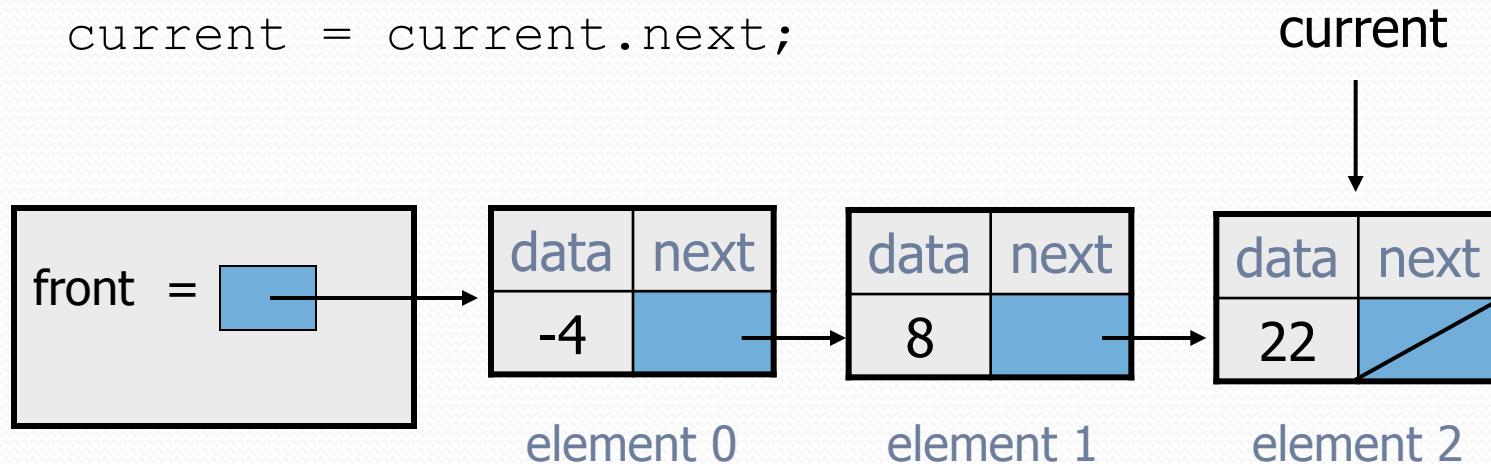 current = current.next;
current
front =
data next
-4
data next
8
data next
22
element 0
element 1
element 2